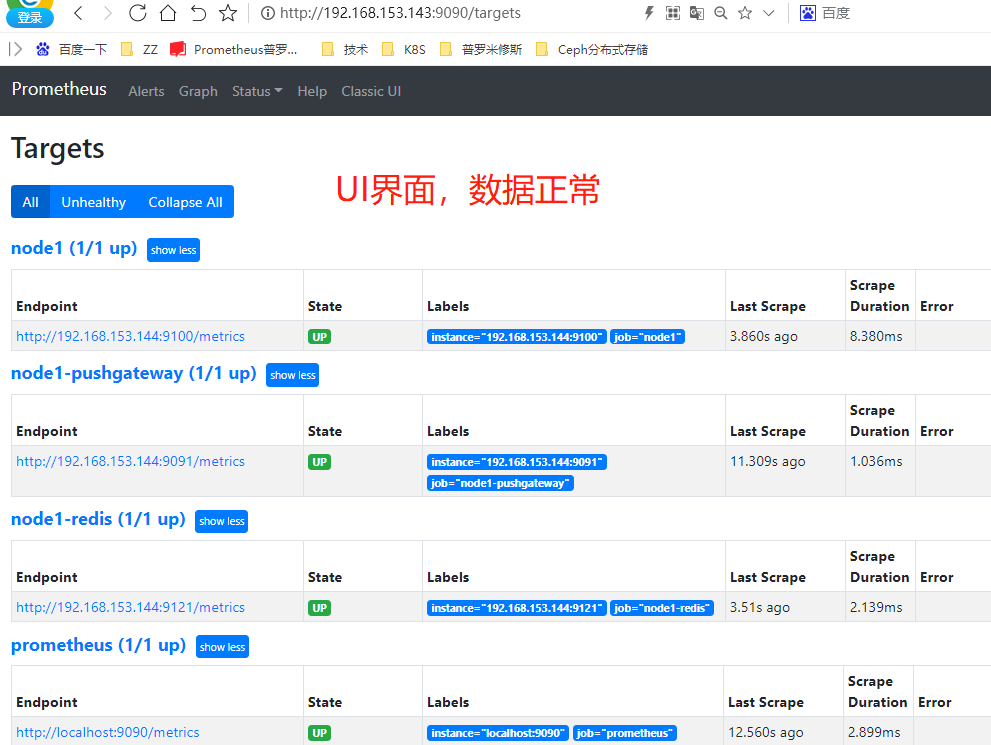 登录
http://192.168.153.143:9090/targets
百度
百度一下 ZZ Prometheus普罗... 技术 K8S 普罗米修斯 Ceph分布式存储
Prometheus Alerts Graph Status Help Classic UI
Targets
UI界面，数据正常
All Unhealthy Collapse All
node1 (1/1 up) show less
Endpoint State Labels Last Scrape Scrape Duration Error
http://192.168.153.144:9100/metrics UP instance="192.168.153.144:9100" job="node1" 3.860s ago 8.380ms
node1-pushgateway (1/1 up) show less
Endpoint State Labels Last Scrape Scrape Duration Error
http://192.168.153.144:9091/metrics UP instance="192.168.153.144:9091" 11.309s ago 1.036ms
job="node1-pushgateway"
node1-redis (1/1 up) show less
Endpoint State Labels Last Scrape Scrape Duration Error
http://192.168.153.144:9121/metrics UP instance="192.168.153.144:9121" job="node1-redis" 3.51s ago 2.139ms
prometheus (1/1 up) show less
Endpoint State Labels Last Scrape Scrape Duration Error
http://localhost:9090/metrics UP instance="localhost:9090" job="prometheus" 12.560s ago 2.899ms